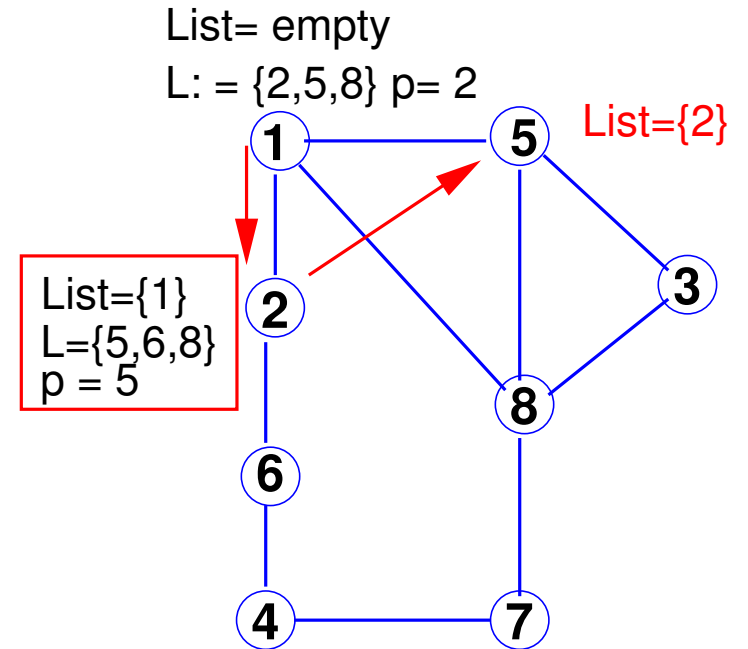 List= empty
L: = {2,5,8} p= 2
List={2}
1
5
List={1}
L={5,6,8}
p = 5
2
3
8
6
4
7